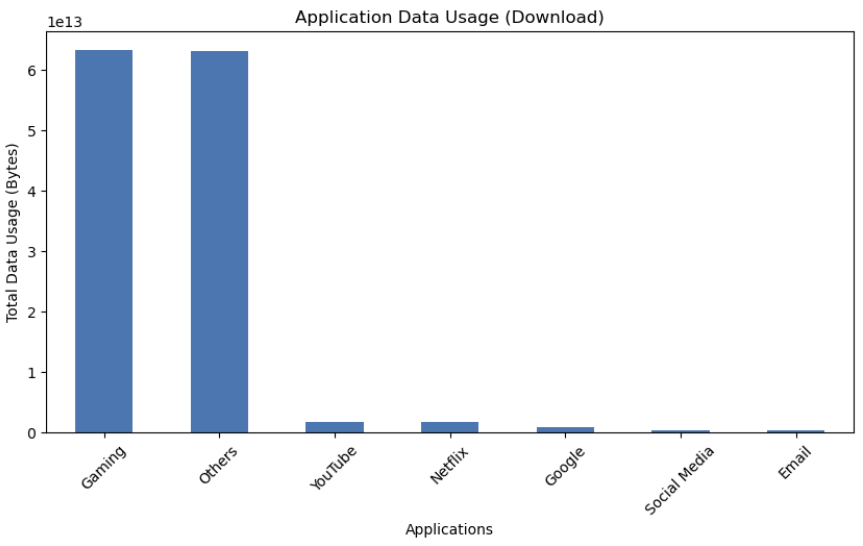 Application Data Usage (Download)
1e13
Total Data Usage (Bytes)
6
5
4
3
2
1
0
Gaming
Others
YouTube
Netflix
Google
Social Media
Email
Applications